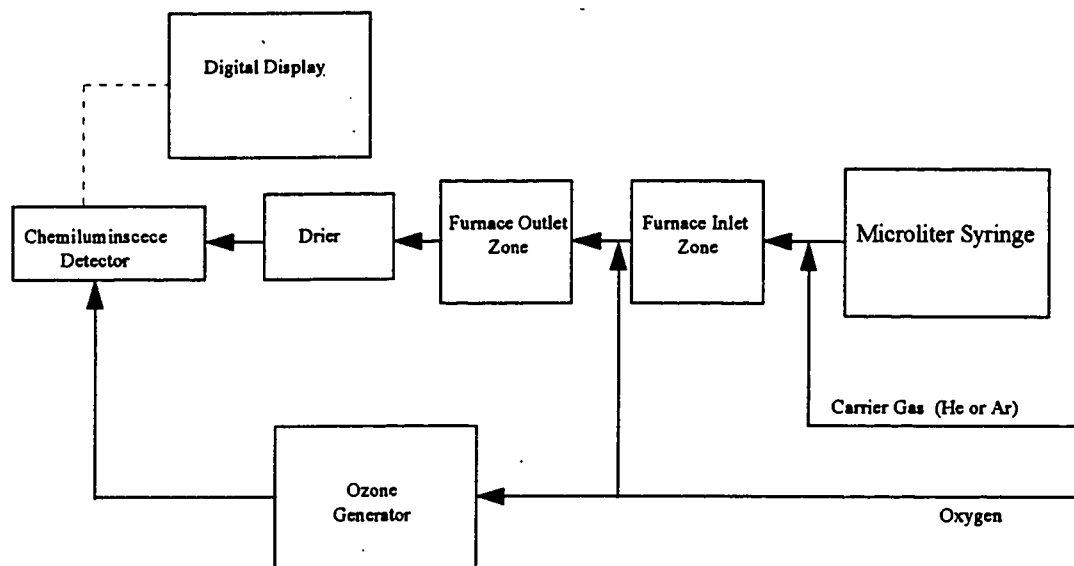 Digital Display
Chemiluminscece
Detector
Drier
Furnace Outlet
Zone
Furnace Inlet
Zone
Microliter Syringe
Carrier Gas (He or Ar)
Ozone
Generator
Oxygen